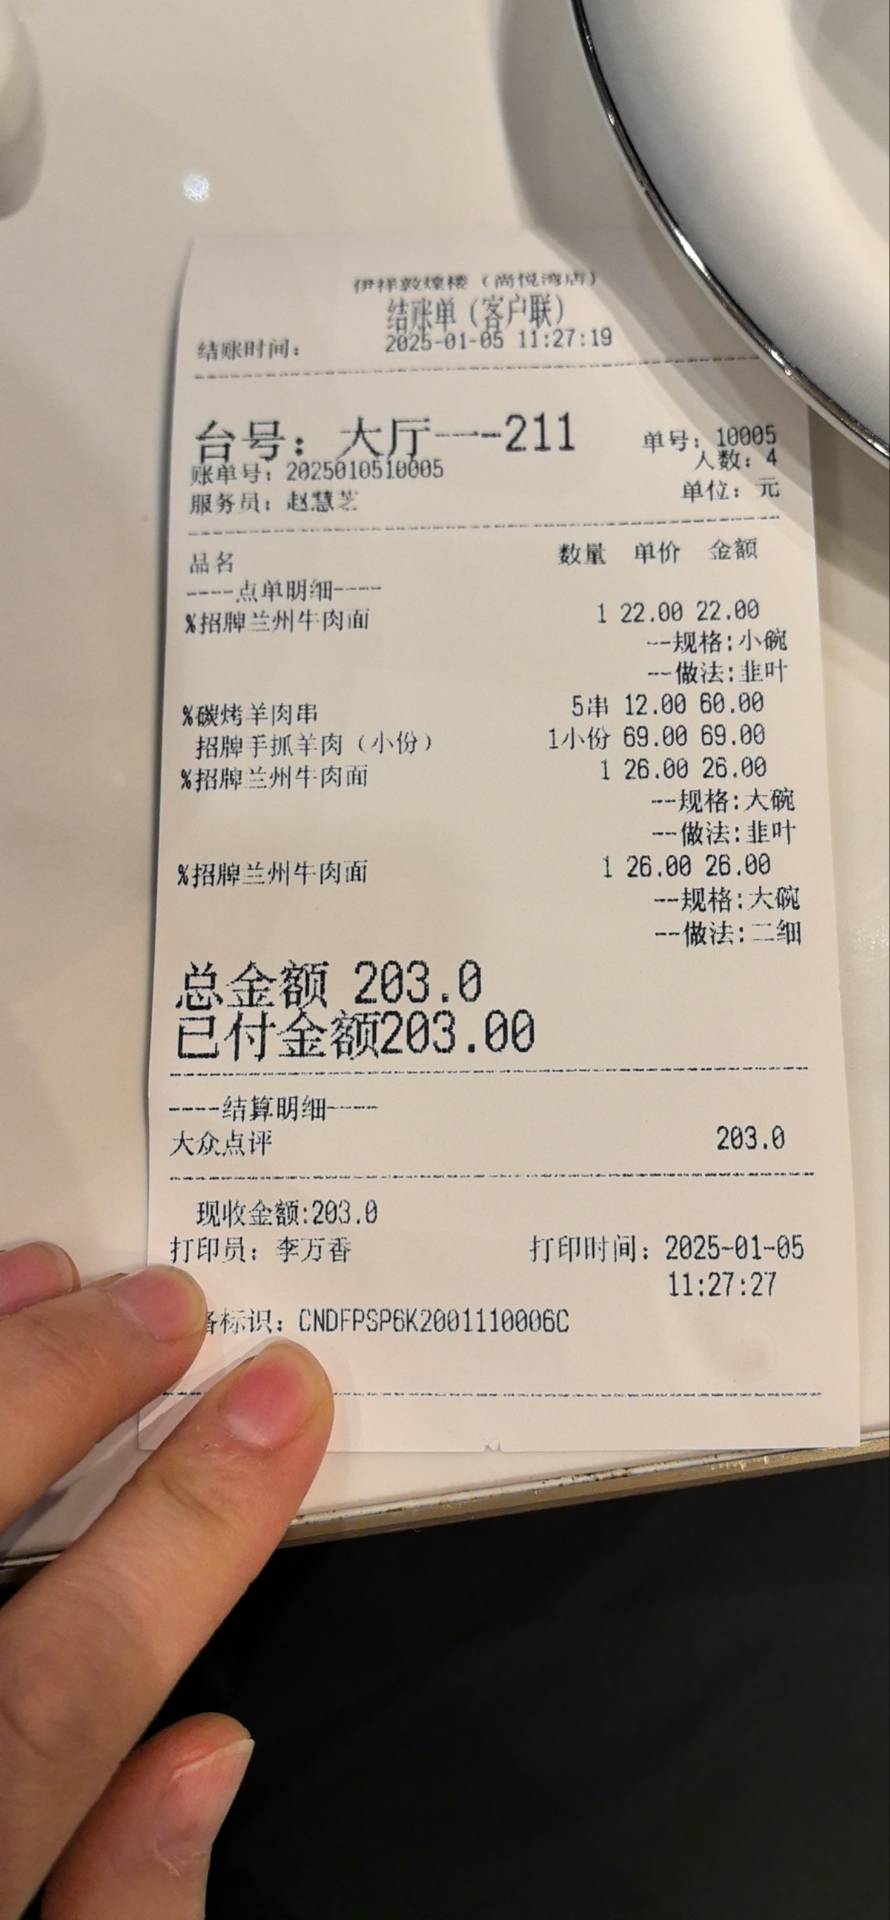 伊祥敦煌楼（尚悦湾店）
结账单（客户联）
结账时间： 2025-01-05 11:27:19
台号：大厅一--211 单号：10005
账单号：2025010510005 人数：4
服务员：赵慧芝 单位：元
品名 数量 单价 金额
----点单明细----
%招牌兰州牛肉面 1 22.00 22.00
--规格:小碗
--做法:韭叶
%碳烤羊肉串 5串 12.00 60.00
招牌手抓羊肉（小份） 1小份 69.00 69.00
%招牌兰州牛肉面 1 26.00 26.00
--规格:大碗
--做法:韭叶
%招牌兰州牛肉面 1 26.00 26.00
--规格:大碗
--做法:二细
总金额 203.0
已付金额203.00
----结算明细----
大众点评 203.0
现收金额:203.0
打印员：李万香 打印时间：2025-01-05
11:27:27
备标识：CNDFPSP6K2001110006C